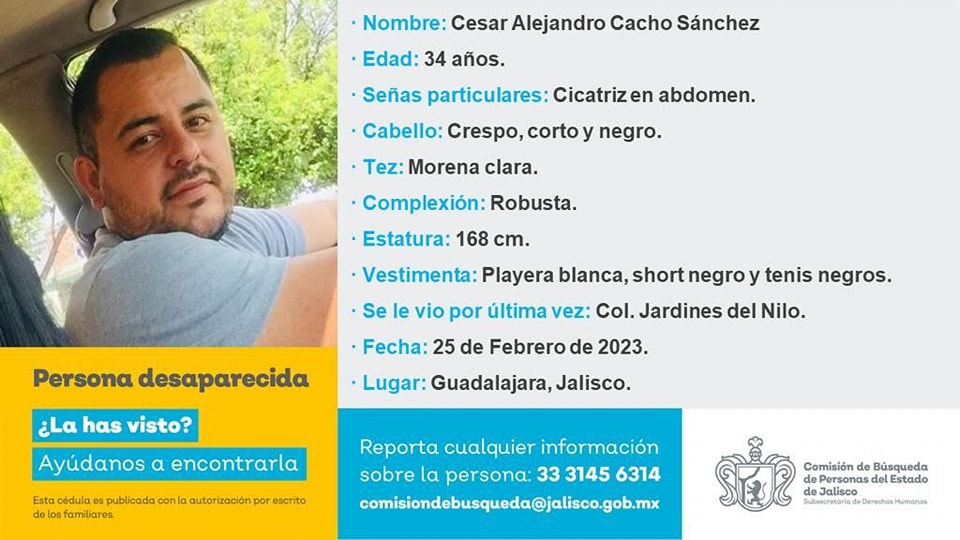 · Nombre: Cesar Alejandro Cacho Sánchez
· Edad: 34 años.
· Señas particulares: Cicatriz en abdomen.
· Cabello: Crespo, corto y negro.
· Tez: Morena clara.
· Complexión: Robusta.
· Estatura: 168 cm.
· Vestimenta: Playera blanca, short negro y tenis negros.
· Se le vio por última vez: Col. Jardines del Nilo.
· Fecha: 25 de Febrero de 2023.
· Lugar: Guadalajara, Jalisco.
Persona desaparecida
¿La has visto?
Ayúdanos a encontrarla
Esta cédula es publicada con la autorización por escrito
de los familiares.
Reporta cualquier información
sobre la persona: 33 3145 6314
comisiondebusqueda@jalisco.gob.mx
Comisión de Búsqueda
de Personas del Estado
de Jalisco
Subsecretaría de Derechos Humanos